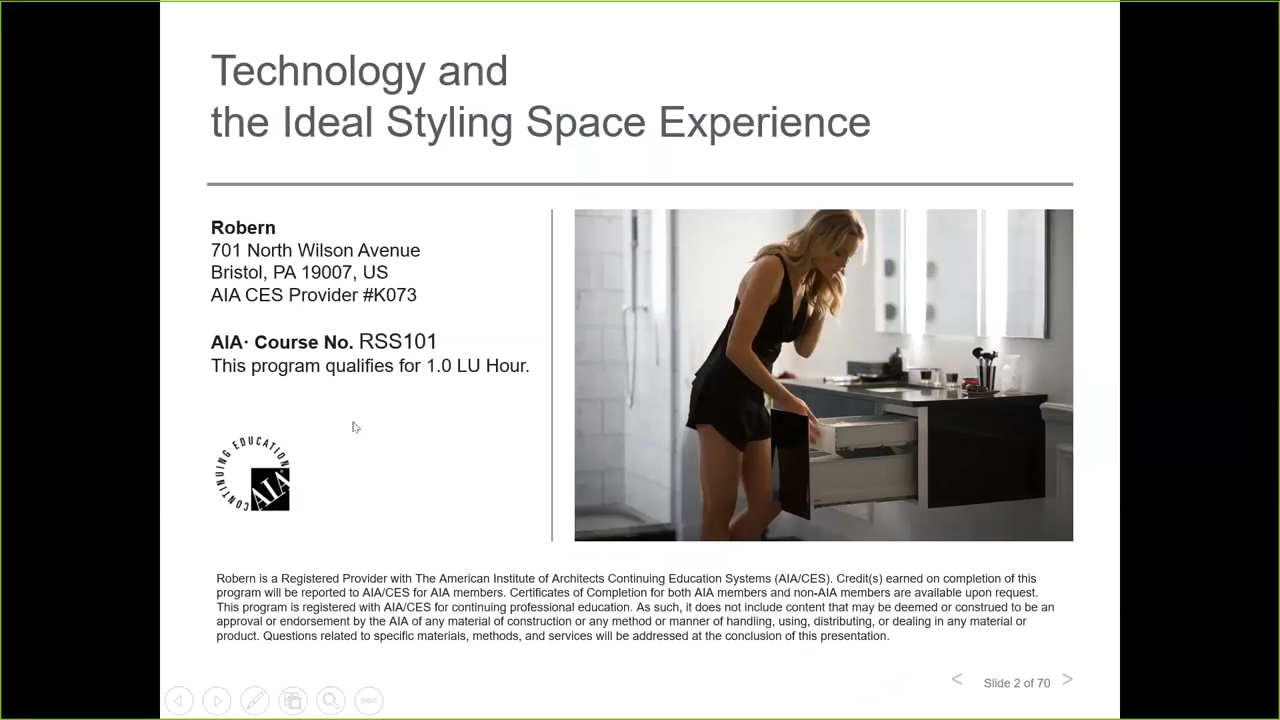 Technology and
the Ideal Styling Space Experience
Robern
701 North Wilson Avenue
Bristol, PA 19007, US
AIA CES Provider #K073
AIA· Course No. RSS101
This program qualifies for 1.0 LU Hour.
CONTINUING EDUCATION
AIA
Robern is a Registered Provider with The American Institute of Architects Continuing Education Systems (AIA/CES). Credit(s) earned on completion of this
program will be reported to AIA/CES for AIA members. Certificates of Completion for both AIA members and non-AIA members are available upon request.
This program is registered with AIA/CES for continuing professional education. As such, it does not include content that may be deemed or construed to be an
approval or endorsement by the AIA of any material of construction or any method or manner of handling, using, distributing, or dealing in any material or
product. Questions related to specific materials, methods, and services will be addressed at the conclusion of this presentation.
< Slide 2 of 70 >